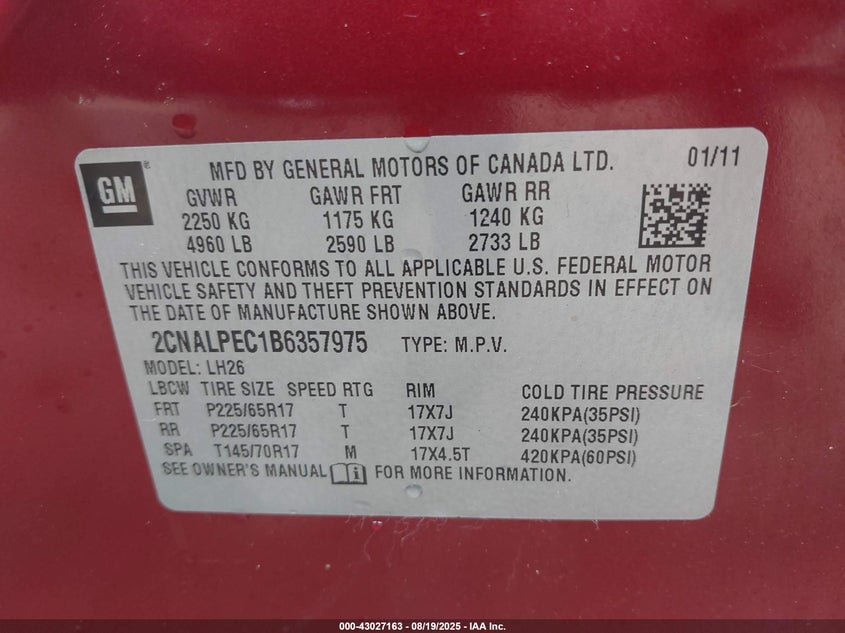 GM ® MFD BY GENERAL MOTORS OF CANADA LTD. 01/11
GVWR GAWR FRT GAWR RR
2250 KG 1175 KG 1240 KG
4960 LB 2590 LB 2733 LB
THIS VEHICLE CONFORMS TO ALL APPLICABLE U.S. FEDERAL MOTOR
VEHICLE SAFETY AND THEFT PREVENTION STANDARDS IN EFFECT ON
THE DATE OF MANUFACTURE SHOWN ABOVE.
2CNALPEC1B6357975 TYPE: M.P.V.
MODEL: LH26
LBCW TIRE SIZE SPEED RTG RIM COLD TIRE PRESSURE
FRT P225/65R17 T 17X7J 240KPA(35PSI)
RR P225/65R17 T 17X7J 240KPA(35PSI)
SPA T145/70R17 M 17X4.5T 420KPA(60PSI)
SEE OWNER'S MANUAL FOR MORE INFORMATION.
000-43027163 - 08/19/2025 - IAA Inc.